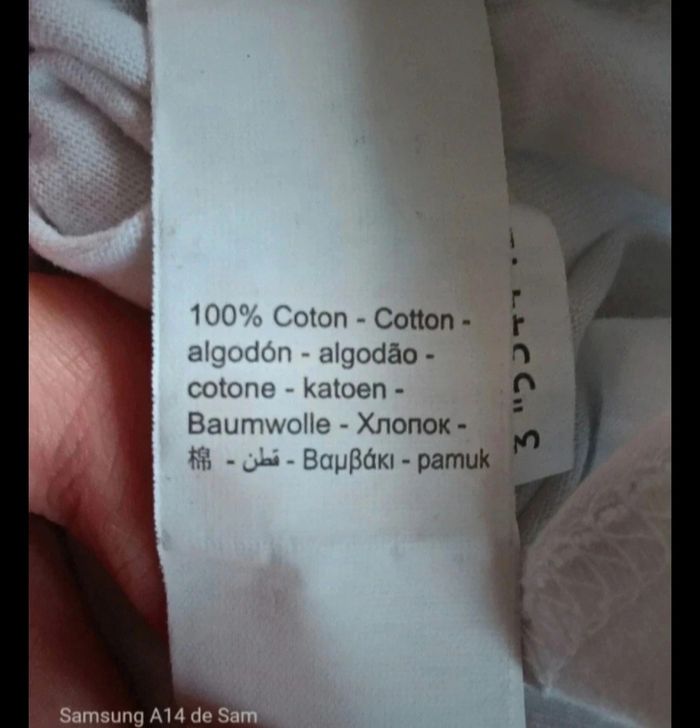 100% Coton - Cotton -
algodón - algodão -
cotone - katoen -
Baumwolle - Хлопок -
棉 - قطن - Βαμβάκι - pamuk
Samsung A14 de Sam